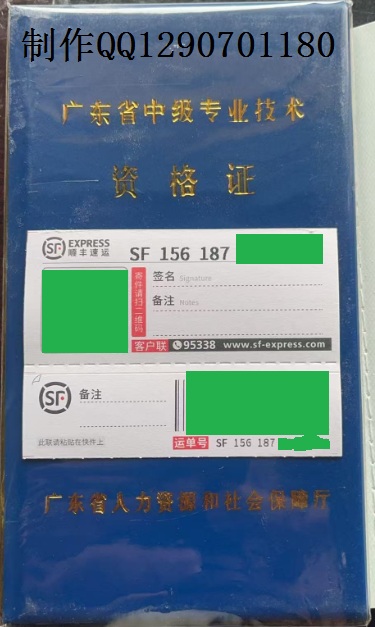 制作QQ1290701180
广东省中级专业技术
资格证
SF EXPRESS
顺丰速运
SF 156 187
寄件请扫二维码
签名 Signature
备注 Notes
客户联 95338 www.sf-express.com
SF
备注
此联请粘贴在快件上
运单号 SF 156 187
广东省人力资源和社会保障厅